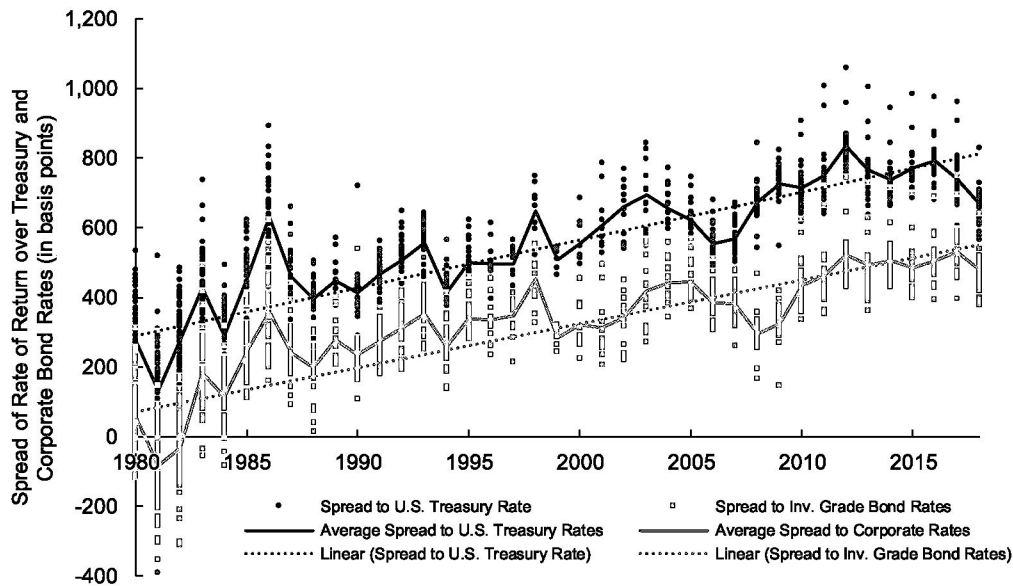 Spread of Rate of Return over Treasury and
Corporate Bond Rates (in basis points)
1,200
1,000
800
600
400
200
0
-200
-400
1980
1985
1990
1995
2000
2005
2010
2015
Spread to U.S. Treasury Rate
Spread to Inv. Grade Bond Rates
Average Spread to U.S. Treasury Rates
Average Spread to Corporate Rates
Linear (Spread to U.S. Treasury Rate)
Linear (Spread to Inv. Grade Bond Rates)